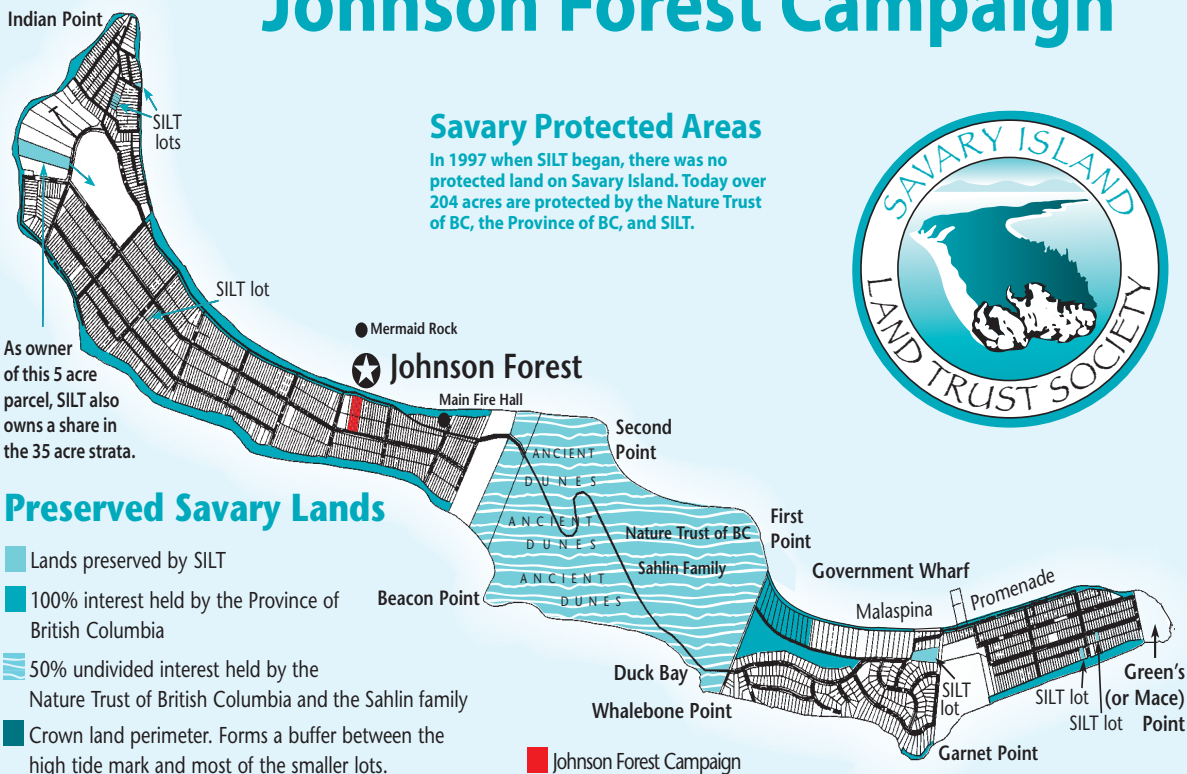 Johnson Forest Campaign
Indian Point
SILT
lots
Savary Protected Areas
In 1997 when SILT began, there was no
protected land on Savary Island. Today over
204 acres are protected by the Nature Trust
of BC, the Province of BC, and SILT.
SAVARY ISLAND
LAND TRUST SOCIETY
SILT lot
Mermaid Rock
Johnson Forest
Main Fire Hall
As owner
of this 5 acre
parcel, SILT also
owns a share in
the 35 acre strata.
Second
Point
ANCIENT
DUNES
ANCIENT
DUNES
ANCIENT
DUNES
Nature Trust of BC
Sahlin Family
First
Point
Beacon Point
Government Wharf
Malaspina
Promenade
Duck Bay
Whalebone Point
SILT
lot
SILT lot
SILT lot
Green's
(or Mace)
Point
Garnet Point
Preserved Savary Lands
Lands preserved by SILT
100% interest held by the Province of
British Columbia
50% undivided interest held by the
Nature Trust of British Columbia and the Sahlin family
Crown land perimeter. Forms a buffer between the
high tide mark and most of the smaller lots.
Johnson Forest Campaign